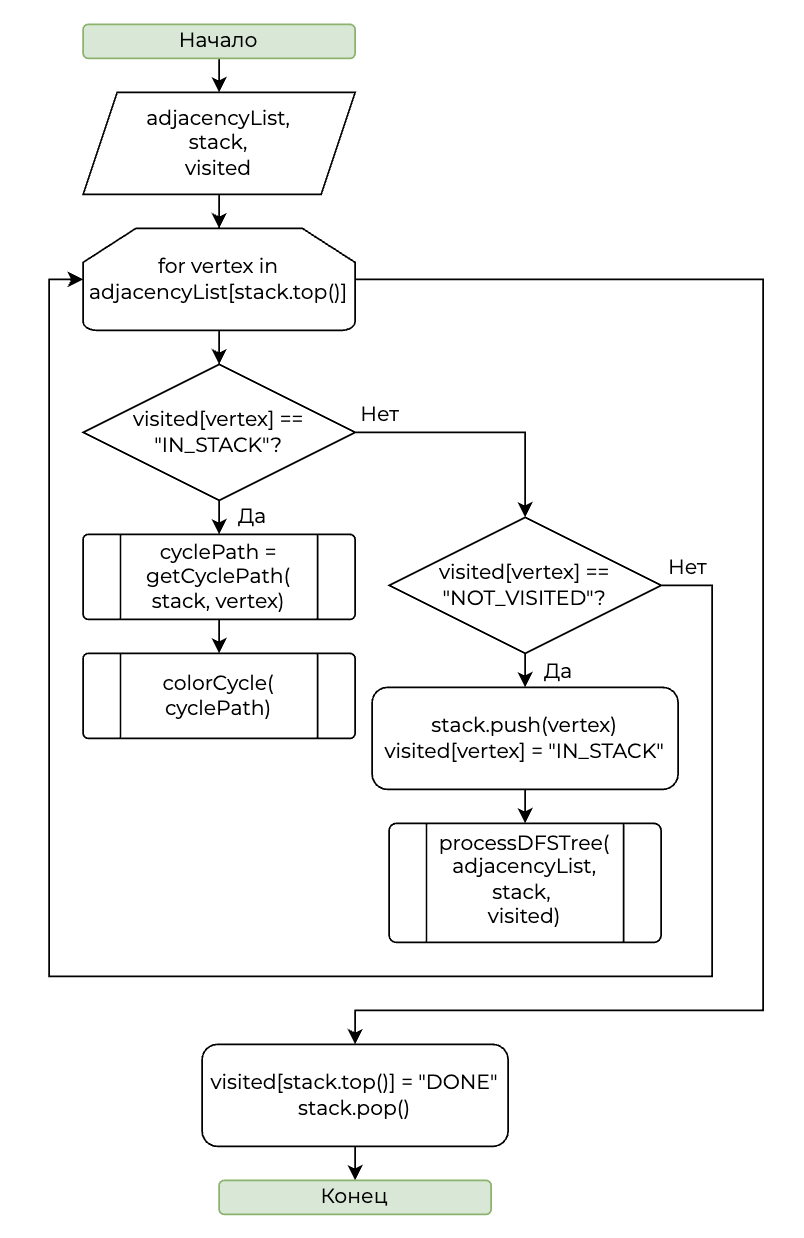 Начало
adjacencyList,
stack,
visited
for vertex in
adjacencyList[stack.top()]
visited[vertex] ==
"IN_STACK"?
Нет
Да
cyclePath =
getCyclePath(
stack, vertex)
colorCycle(
cyclePath)
visited[vertex] ==
"NOT_VISITED"?
Нет
Да
stack.push(vertex)
visited[vertex] = "IN_STACK"
processDFSTree(
adjacencyList,
stack,
visited)
visited[stack.top()] = "DONE"
stack.pop()
Конец